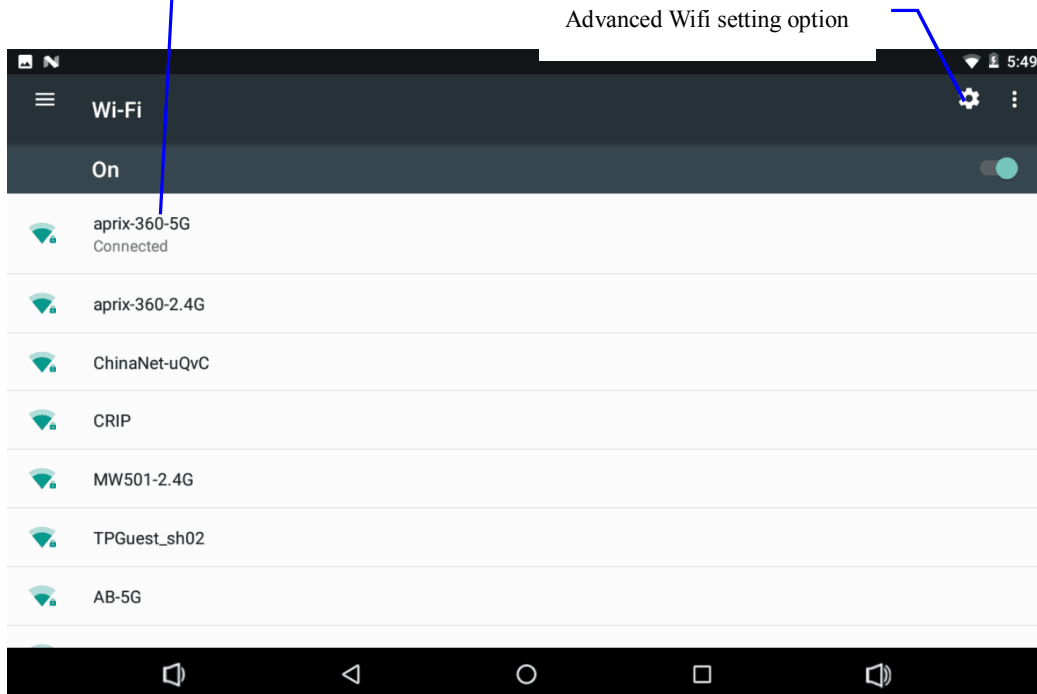 Advanced Wifi setting option
5:49
Wi-Fi
On
aprix-360-5G
Connected
aprix-360-2.4G
ChinaNet-uQvC
CRIP
MW501-2.4G
TPGuest_sh02
AB-5G